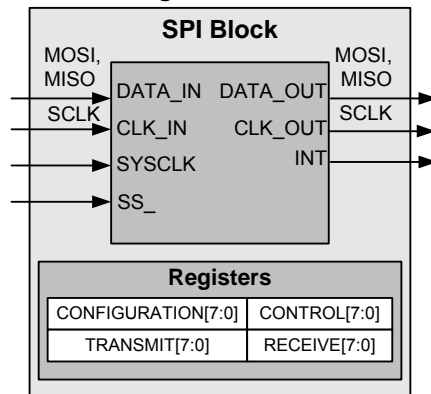 SPI Block
MOSI, MISO
MOSI, MISO
DATA_IN DATA_OUT
SCLK
SCLK
CLK_IN CLK_OUT
SYSCLK INT
SS_
Registers
CONFIGURATION[7:0] CONTROL[7:0]
TRANSMIT[7:0] RECEIVE[7:0]